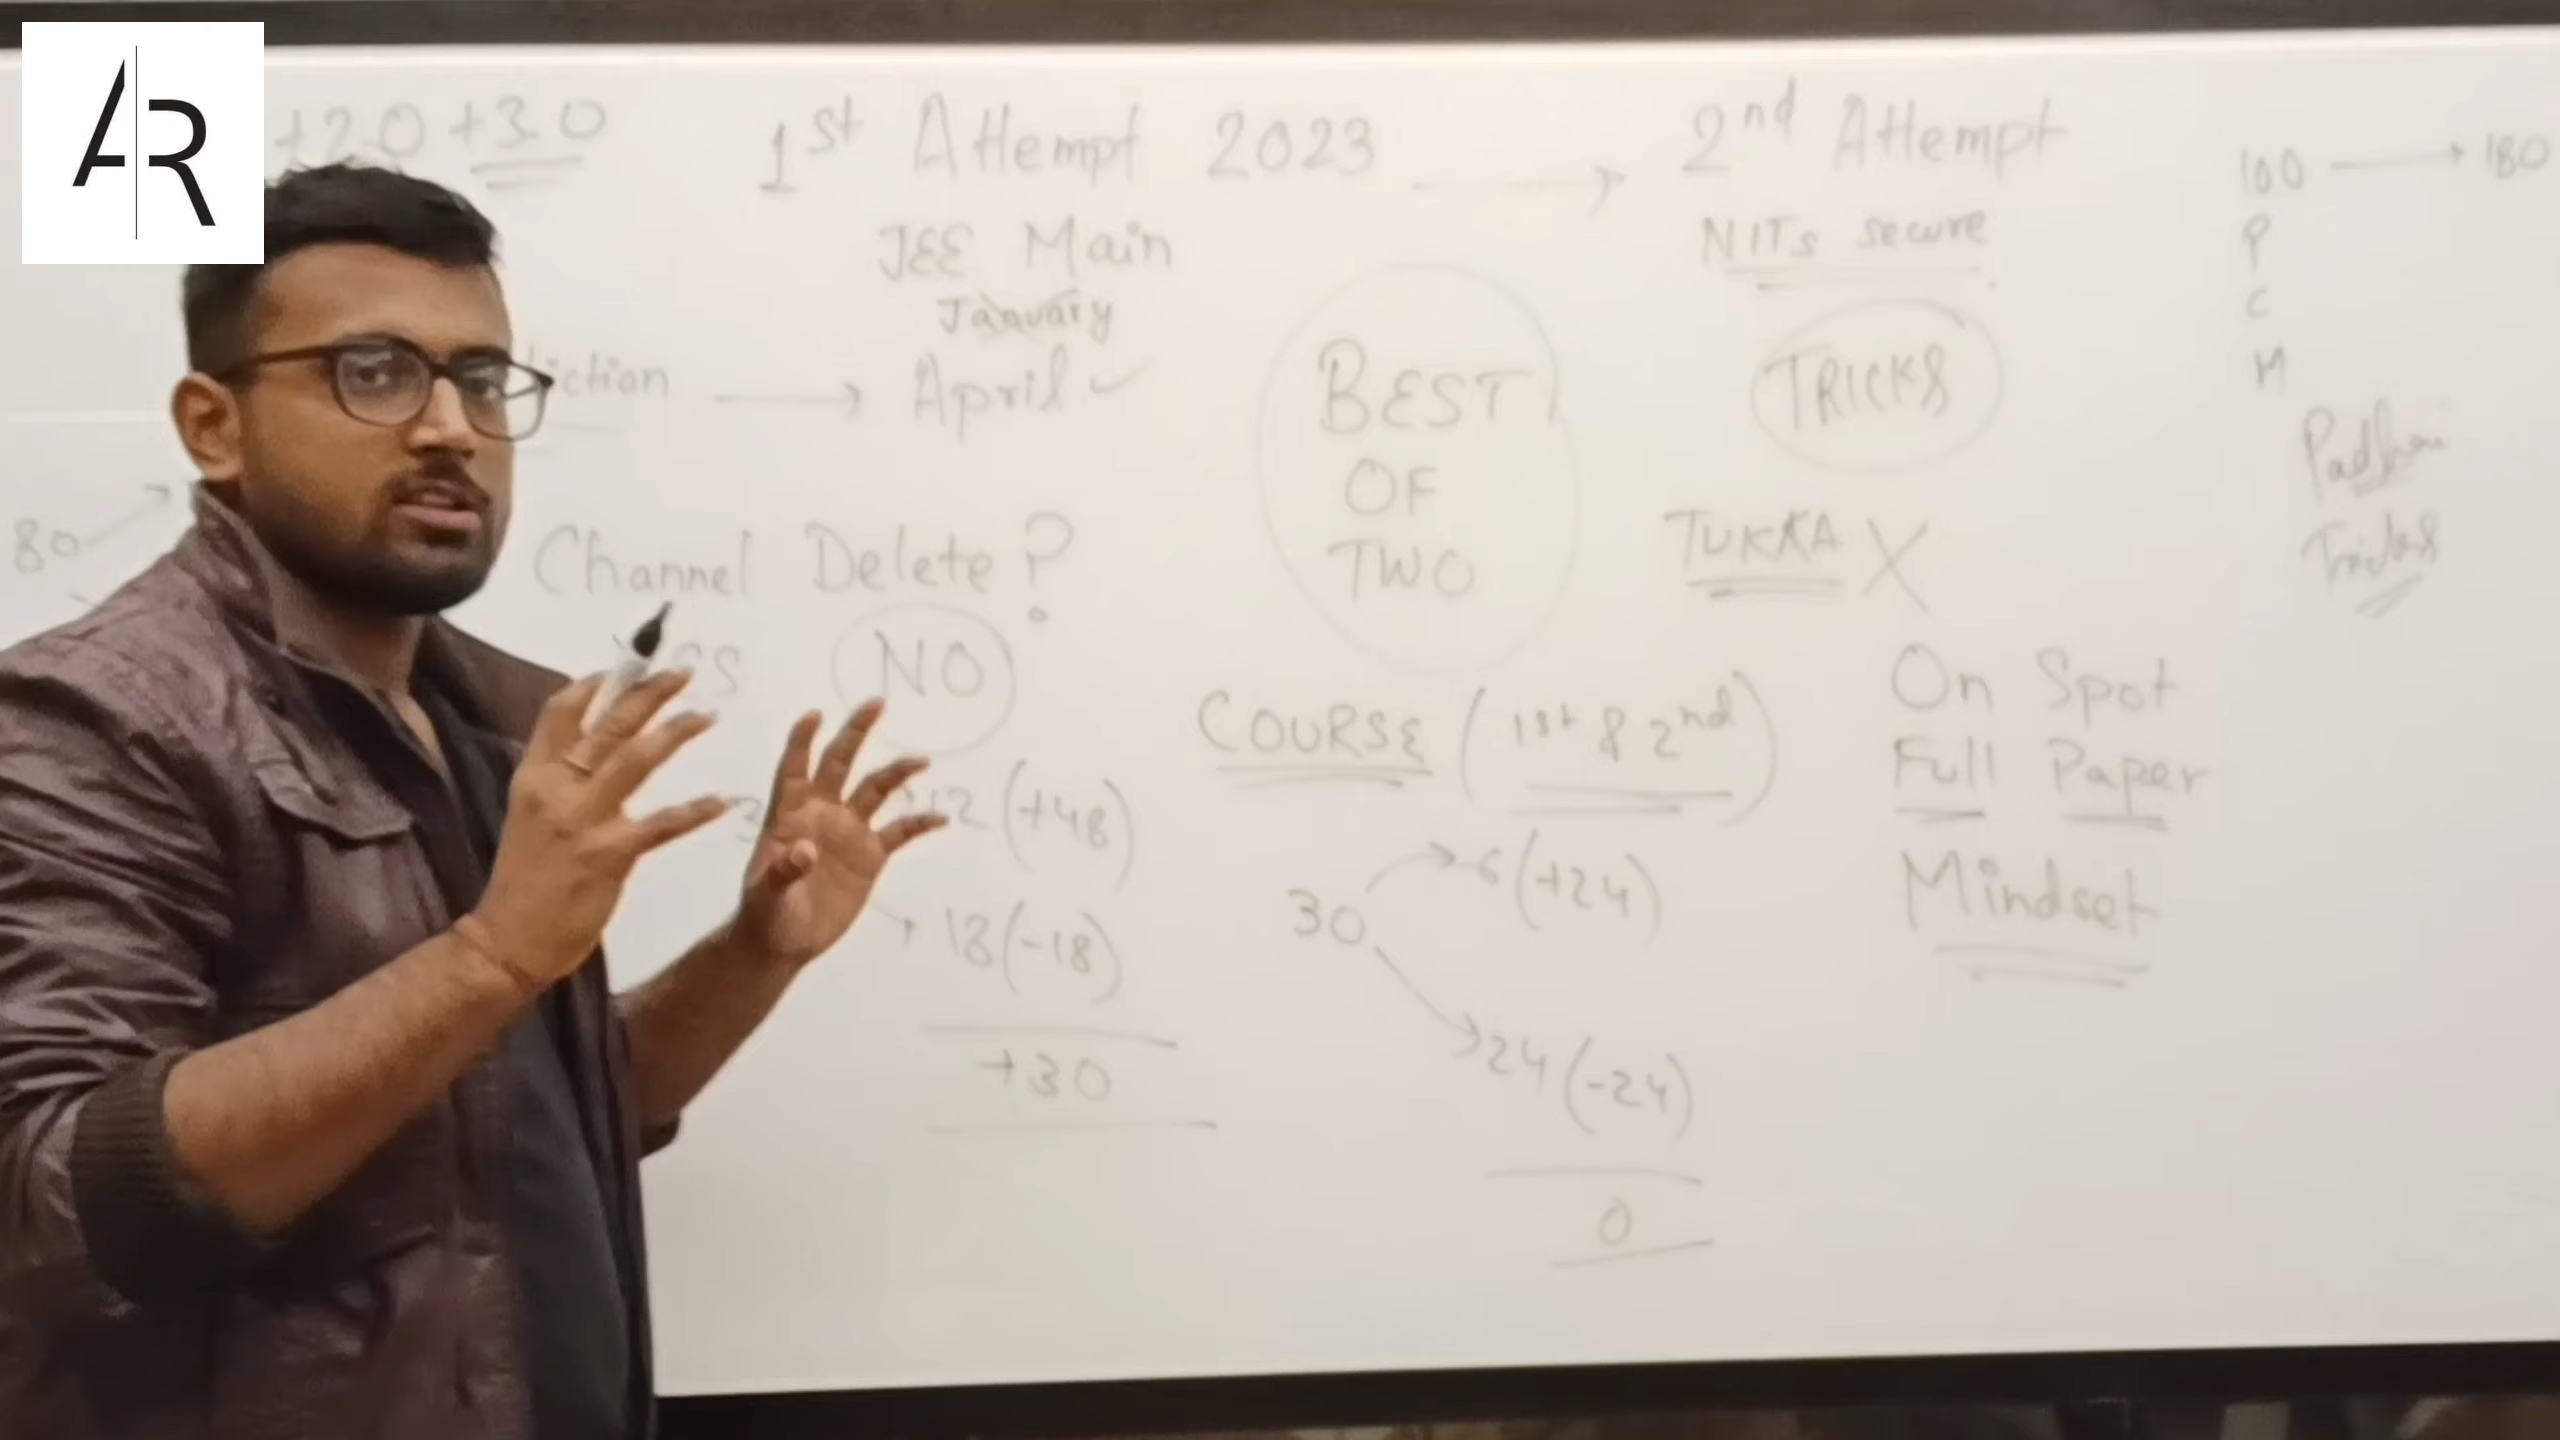 AR
+20 +30
1st Attempt 2023 → 2nd Attempt
JEE Main
NITs secure
100 → 180
P
C
M
January
→ April ✓
BEST
OF
TWO
TRICKS
TUKKA X
Padhai
Tricks
80
Channel Delete?
NO
COURSE (1st & 2nd)
On Spot
Full Paper
Mindset
12 (+48)
18 (-18)
+30
30
6 (+24)
24 (-24)
0